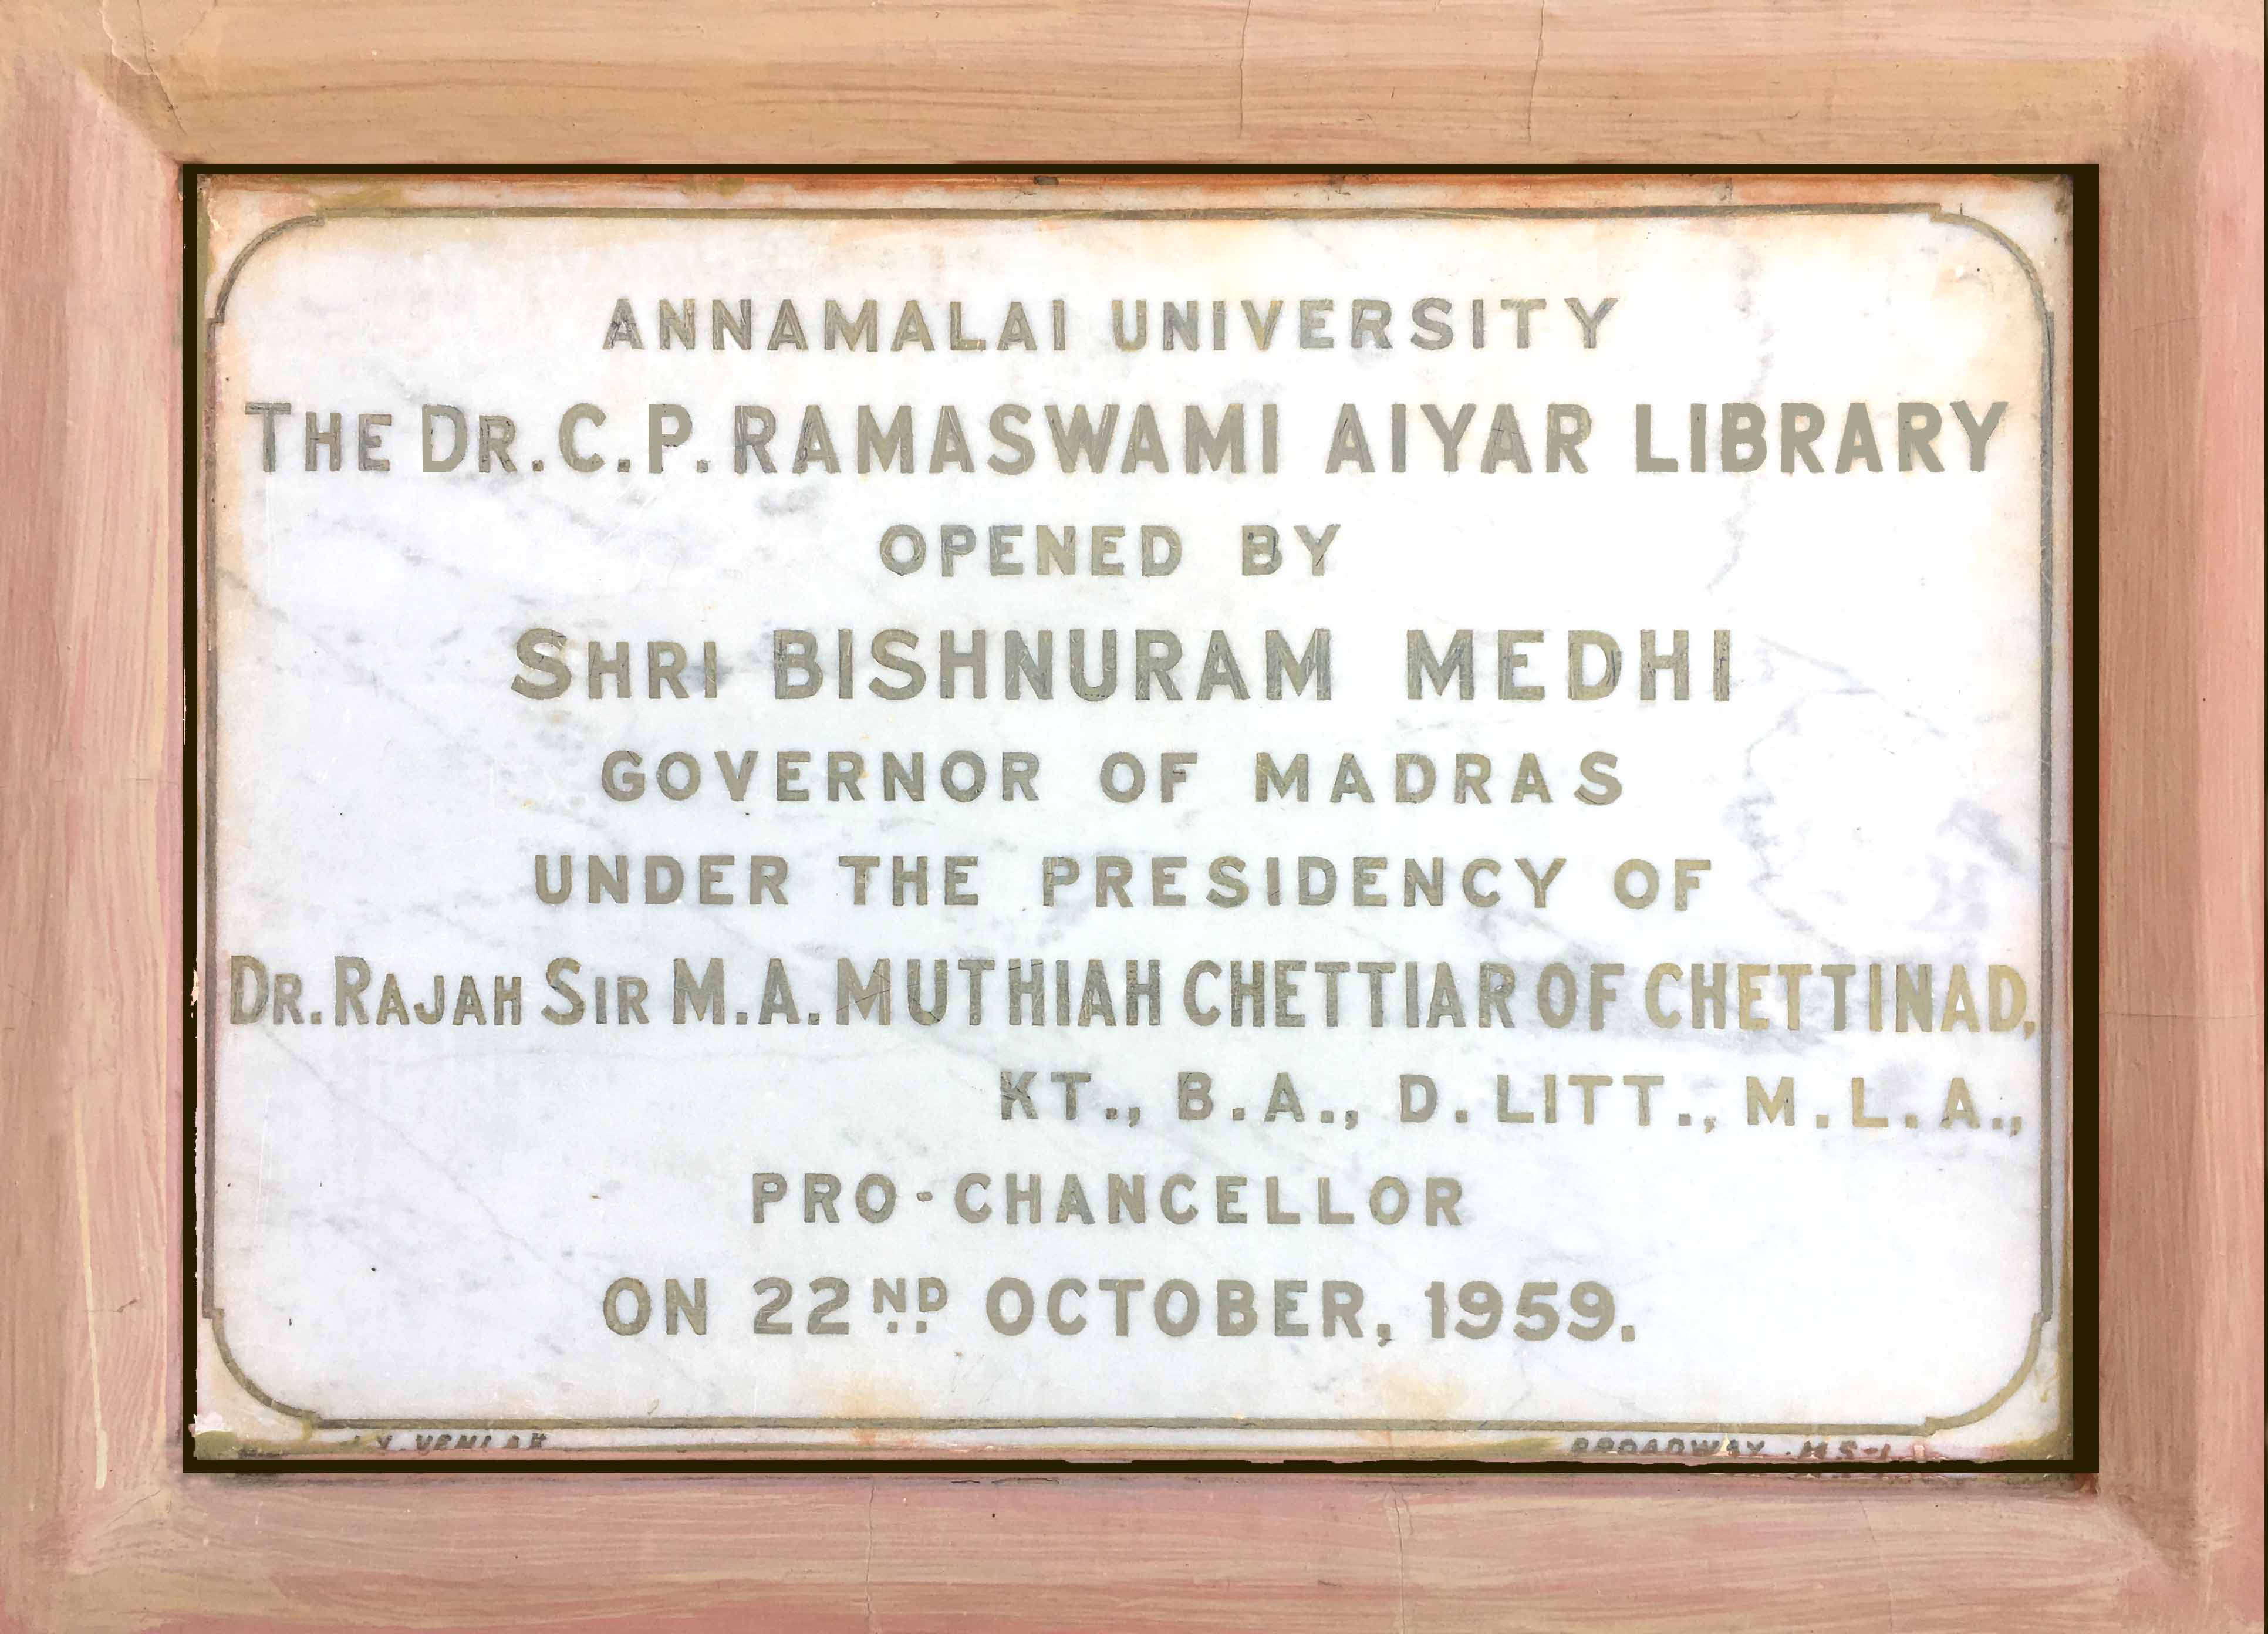 ANNAMALAI UNIVERSITY
THE DR. C. P. RAMASWAMI AIYAR LIBRARY
OPENED BY
SHRI BISHNURAM MEDHI
GOVERNOR OF MADRAS
UNDER THE PRESIDENCY OF
DR. RAJAH SIR M. A. MUTHIAH CHETTIAR OF CHETTINAD,
KT., B. A., D. LITT., M. L. A.,
PRO-CHANCELLOR
ON 22ND OCTOBER, 1959.
BROADWAY